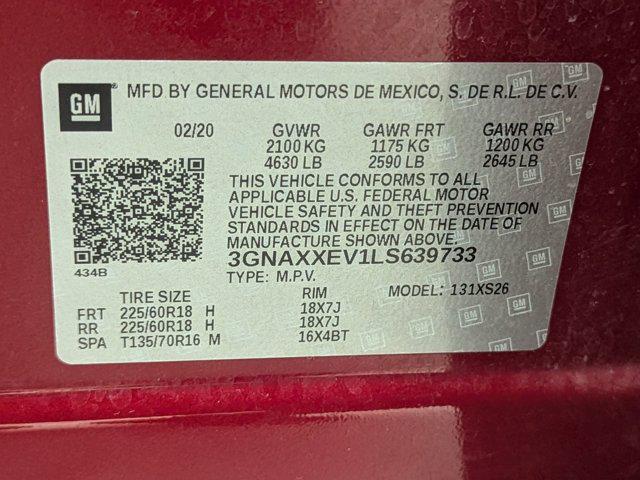 GM MFD BY GENERAL MOTORS DE MEXICO, S. DE R.L. DE C.V.
02/20 GVWR GAWR FRT GAWR RR
2100 KG 1175 KG 1200 KG
4630 LB 2590 LB 2645 LB
THIS VEHICLE CONFORMS TO ALL
APPLICABLE U.S. FEDERAL MOTOR
VEHICLE SAFETY AND THEFT PREVENTION
STANDARDS IN EFFECT ON THE DATE OF
MANUFACTURE SHOWN ABOVE.
434B 3GNAXXEV1LS639733
TYPE: M.P.V. MODEL: 131XS26
TIRE SIZE RIM
FRT 225/60R18 H 18X7J
RR 225/60R18 H 18X7J
SPA T135/70R16 M 16X4BT